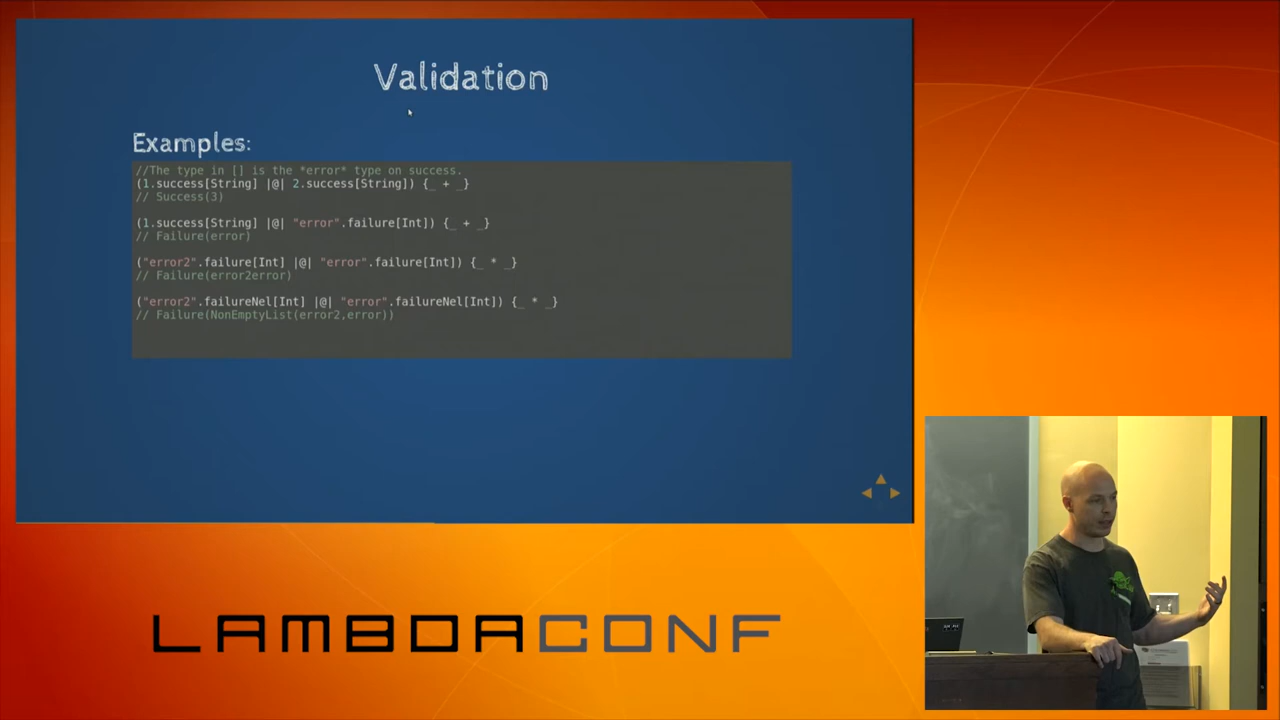 Validation
Examples:
//The type in [] is the *error* type on success.
(1.success[String] |@| 2.success[String]) {_ + _}
// Success(3)
(1.success[String] |@| "error".failure[Int]) {_ + _}
// Failure(error)
("error2".failure[Int] |@| "error".failure[Int]) {_ * _}
// Failure(error2error)
("error2".failureNel[Int] |@| "error".failureNel[Int]) {_ * _}
// Failure(NonEmptyList(error2,error))
LAMBDACONF